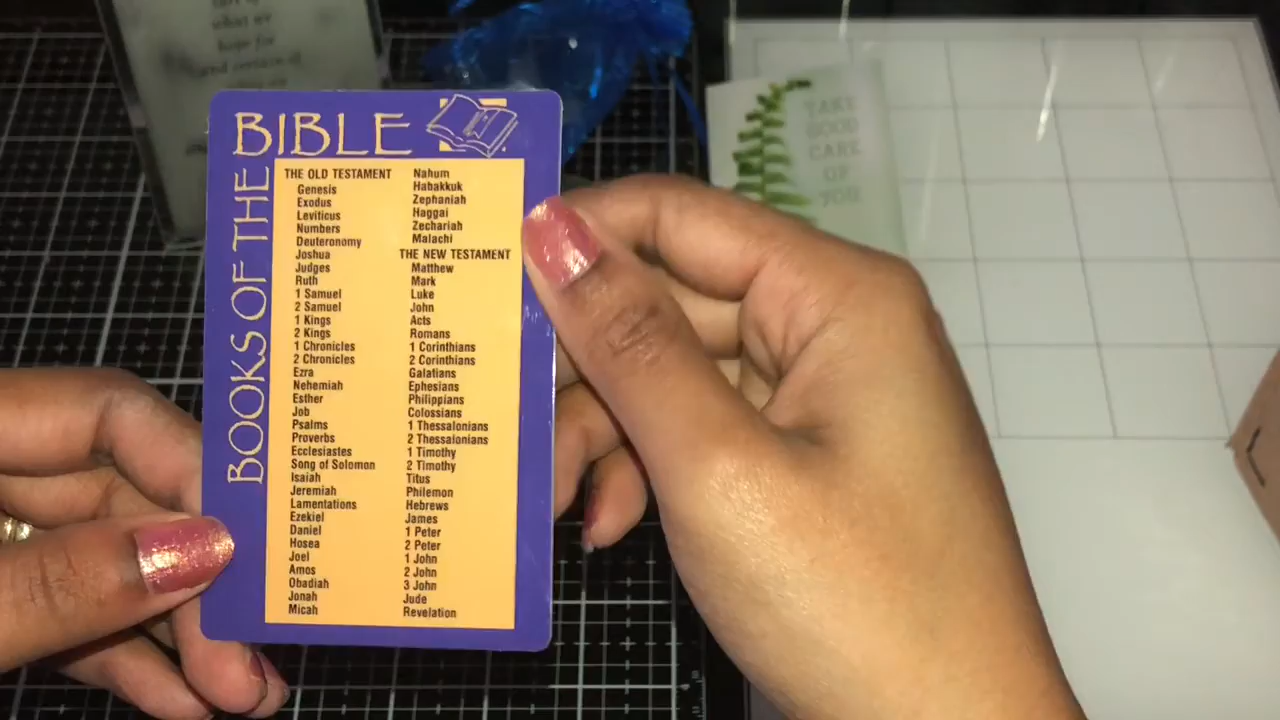 BIBLE
BOOKS OF THE
THE OLD TESTAMENT
Genesis
Exodus
Leviticus
Numbers
Deuteronomy
Joshua
Judges
Ruth
1 Samuel
2 Samuel
1 Kings
2 Kings
1 Chronicles
2 Chronicles
Ezra
Nehemiah
Esther
Job
Psalms
Proverbs
Ecclesiastes
Song of Solomon
Isaiah
Jeremiah
Lamentations
Ezekiel
Daniel
Hosea
Joel
Amos
Obadiah
Jonah
Micah
Nahum
Habakkuk
Zephaniah
Haggai
Zechariah
Malachi
THE NEW TESTAMENT
Matthew
Mark
Luke
John
Acts
Romans
1 Corinthians
2 Corinthians
Galatians
Ephesians
Philippians
Colossians
1 Thessalonians
2 Thessalonians
1 Timothy
2 Timothy
Titus
Philemon
Hebrews
James
1 Peter
2 Peter
1 John
2 John
3 John
Jude
Revelation
what we
hope for
TAKE
GOOD
CARE
OF
YOU